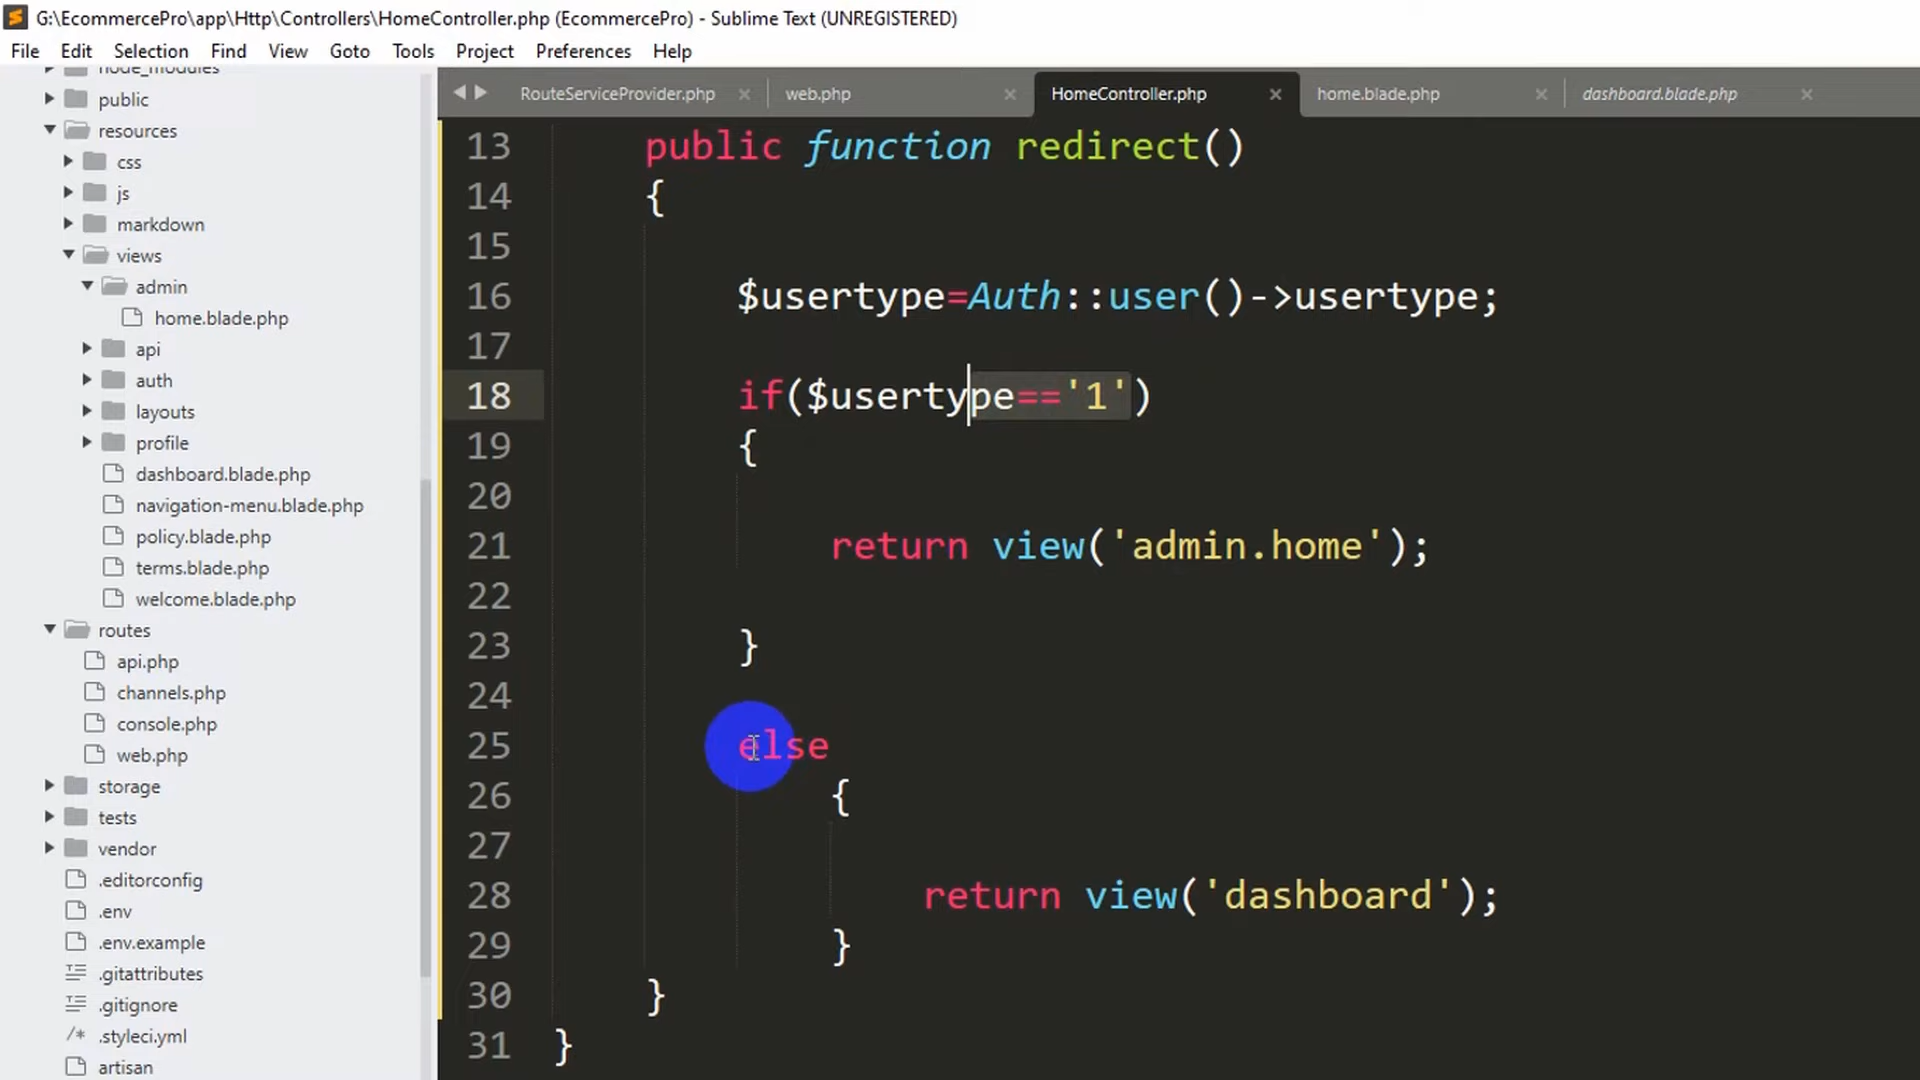 G:\EcommercePro\app\Http\Controllers\HomeController.php (EcommercePro) - Sublime Text (UNREGISTERED)
File Edit Selection Find View Goto Tools Project Preferences Help
node_modules
public
resources
css
js
markdown
views
admin
home.blade.php
api
auth
layouts
profile
dashboard.blade.php
navigation-menu.blade.php
policy.blade.php
terms.blade.php
welcome.blade.php
routes
api.php
channels.php
console.php
web.php
storage
tests
vendor
.editorconfig
.env
.env.example
.gitattributes
.gitignore
.styleci.yml
artisan
RouteServiceProvider.php × web.php × HomeController.php × home.blade.php × dashboard.blade.php ×
13 public function redirect()
14 {
15
16 $usertype=Auth::user()->usertype;
17
18 if($usertype=='1')
19 {
20
21 return view('admin.home');
22
23 }
24
25 else
26 {
27
28 return view('dashboard');
29 }
30 }
31 }